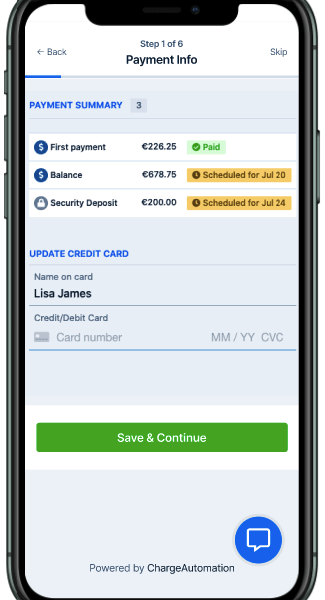 Step 1 of 6
← Back
Payment Info
Skip
PAYMENT SUMMARY 3
$ First payment €226.25 Paid
$ Balance €678.75 Scheduled for Jul 20
Security Deposit €200.00 Scheduled for Jul 24
UPDATE CREDIT CARD
Name on card
Lisa James
Credit/Debit Card
Card number MM / YY CVC
Save & Continue
Powered by ChargeAutomation